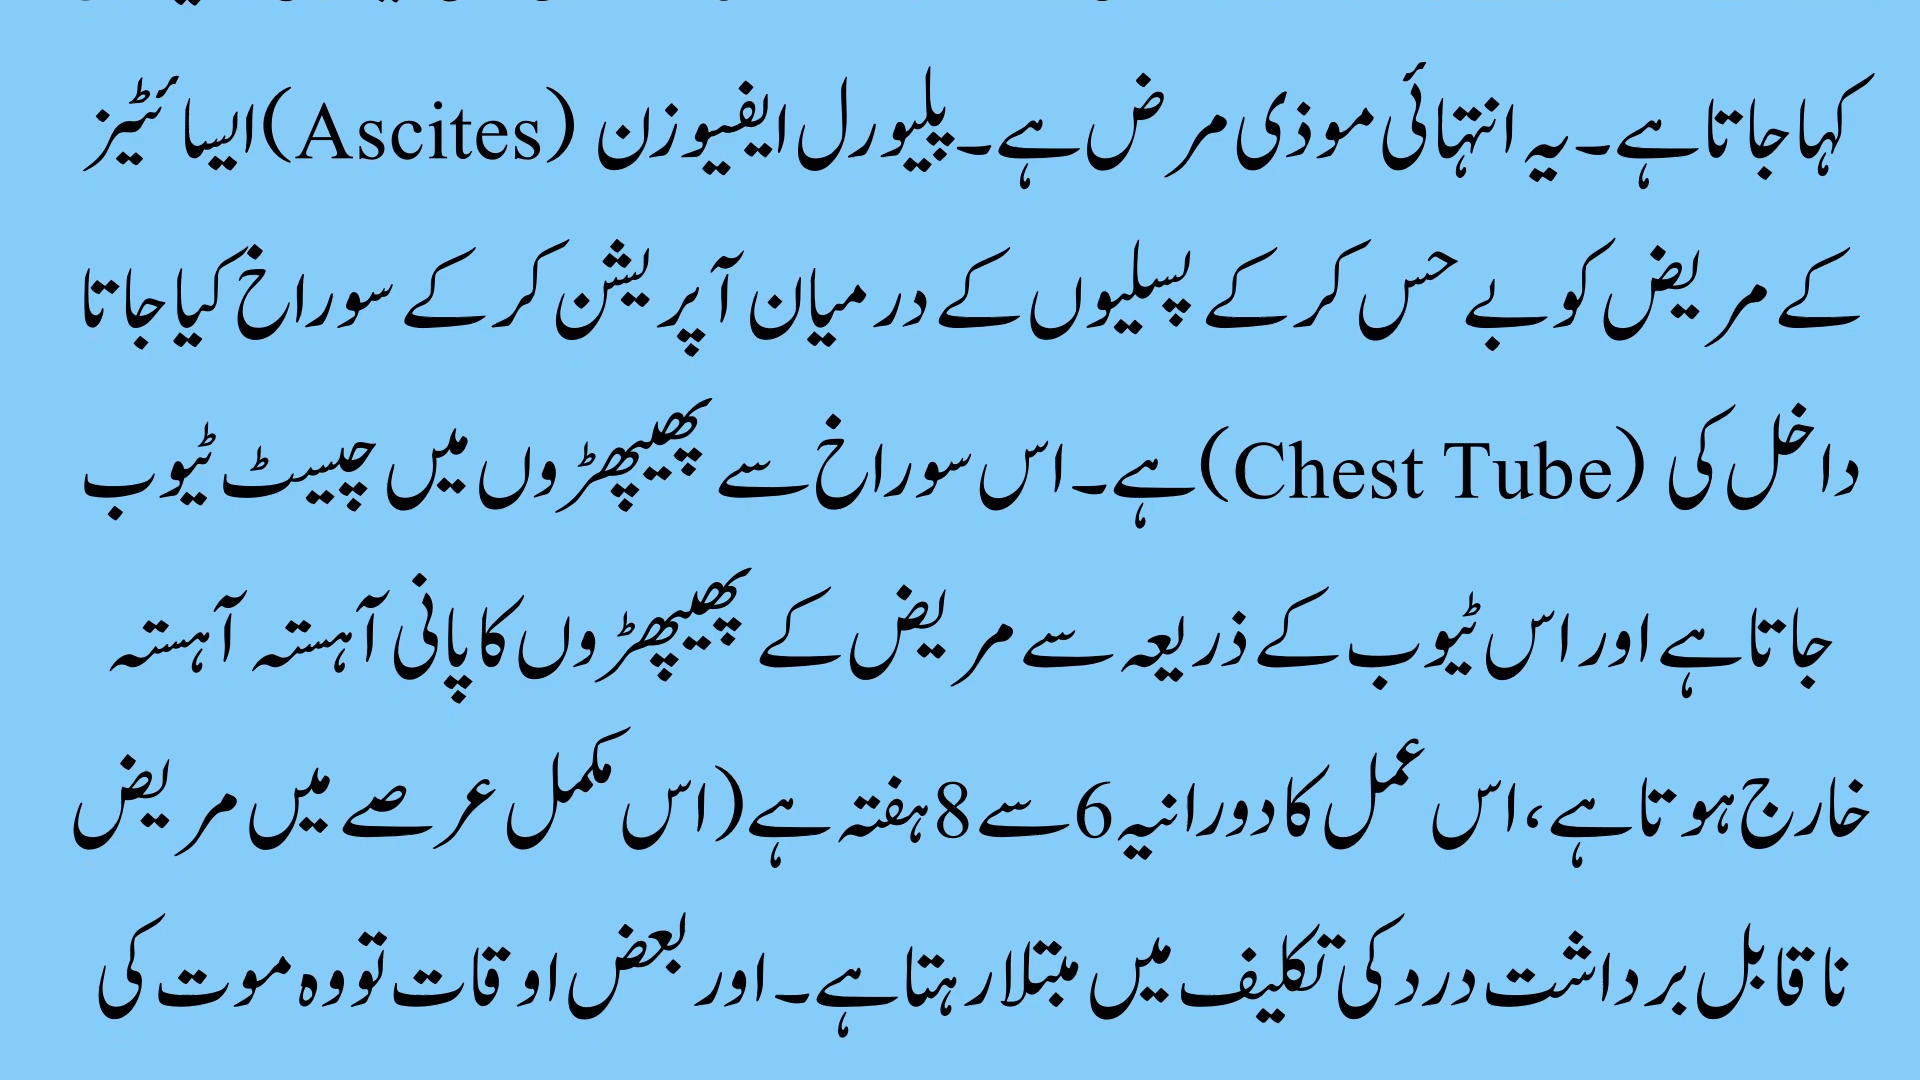 کہا جاتا ہے۔ یہ انتہائی موذی مرض ہے۔ پلیورل ایفیوزن (Ascites) ایسائٹیز
کے مریض کو بے حس کر کے پسلیوں کے درمیان آپریشن کر کے سوراخ کیا جاتا
داخل کی (Chest Tube) ہے۔ اس سوراخ سے پھیپھڑوں میں چیسٹ ٹیوب
جاتا ہے اور اس ٹیوب کے ذریعہ سے مریض کے پھیپھڑوں کا پانی آہستہ آہستہ
خارج ہوتا ہے، اس عمل کا دورانیہ 6 سے 8 ہفتہ ہے (اس مکمل عرصے میں مریض
ناقابل برداشت درد کی تکلیف میں مبتلا رہتا ہے۔ اور بعض اوقات تو وہ موت کی